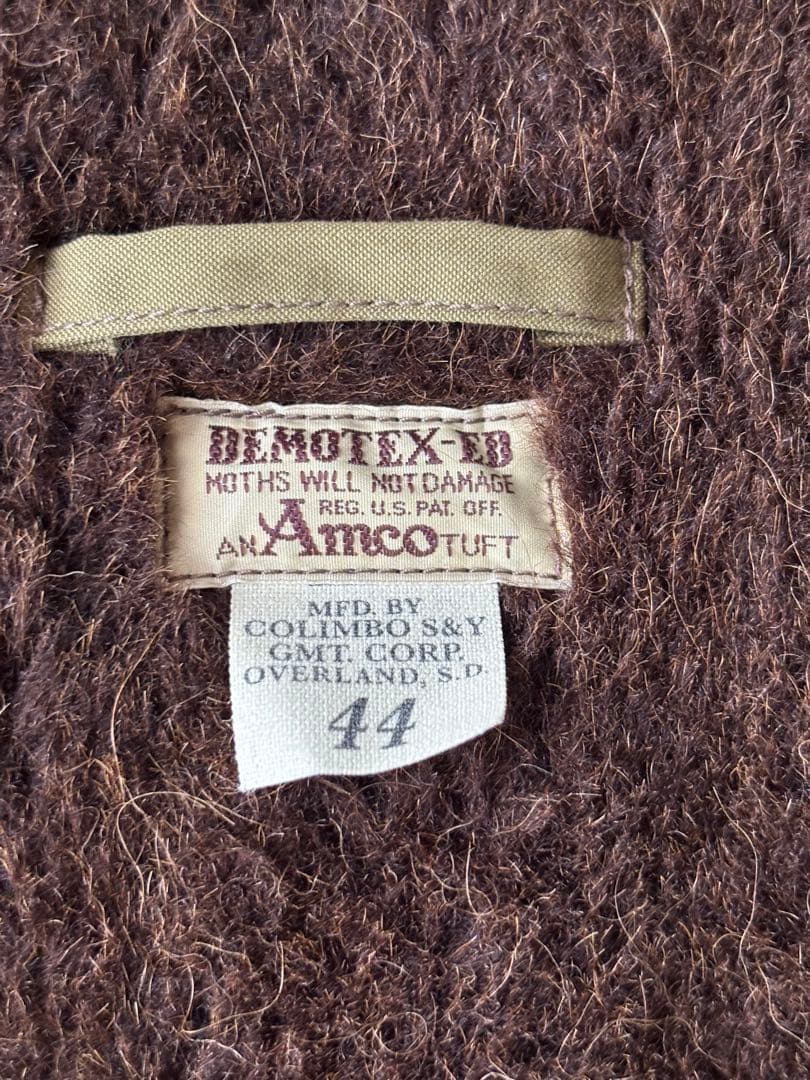 DEMOTEX-ED
MOTHS WILL NOT DAMAGE
REG. U.S. PAT. OFF.
AN Amco TUFT
MFD. BY
COLIMBO S&Y
GMT. CORP.
OVERLAND, S.D.
44